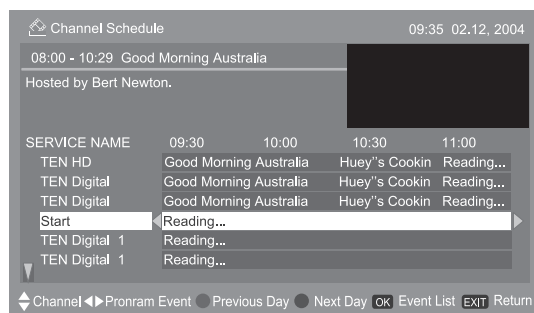 Channel Schedule 09:35 02.12, 2004
08:00 - 10:29 Good Morning Australia
Hosted by Bert Newton.
SERVICE NAME 09:30 10:00 10:30 11:00
TEN HD Good Morning Australia Huey"s Cookin Reading...
TEN Digital Good Morning Australia Huey"s Cookin Reading...
TEN Digital Good Morning Australia Huey"s Cookin Reading...
Start Reading...
TEN Digital 1 Reading...
TEN Digital 1 Reading...
Channel Pronram Event Previous Day Next Day OK Event List EXIT Return